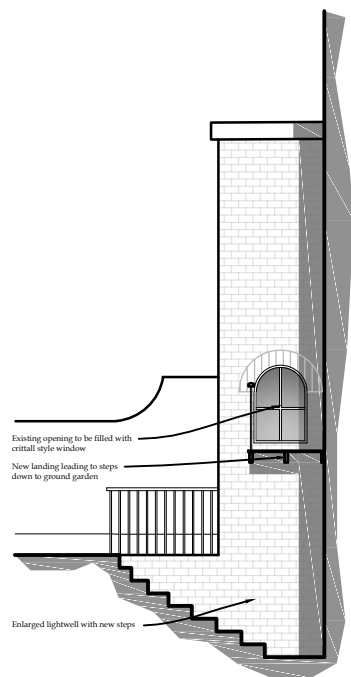 Existing opening to be filled with
crittall style window
New landing leading to steps
down to ground garden
Enlarged lightwell with new steps